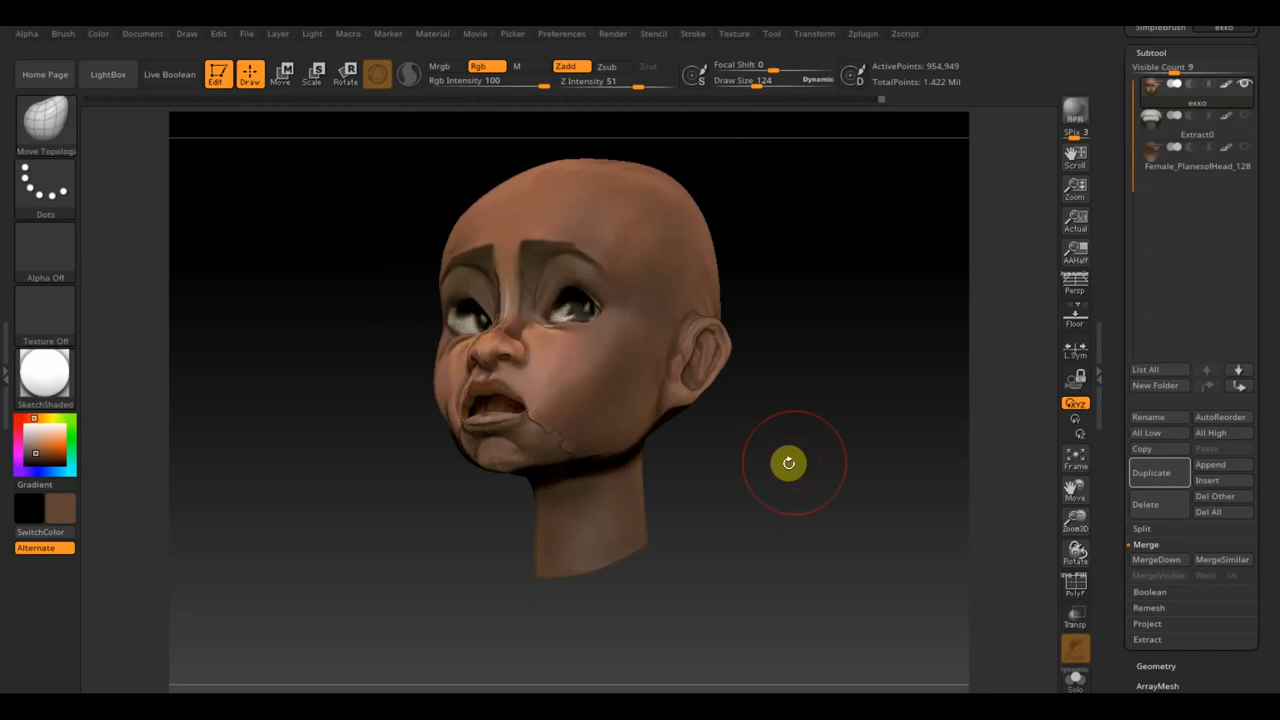 SimpleBrush екко
Alpha Brush Color Document Draw Edit File Layer Light Macro Marker Material Movie Picker Preferences Render Stencil Stroke Texture Tool Transform Zplugin Zscript
Subtool
Home Page LightBox Live Boolean Edit Draw Move Scale Rotate
Mrgb Rgb M Zadd Zsub Zcut
Rgb Intensity 100 Z Intensity 51
Focal Shift 0
Draw Size 124 Dynamic
ActivePoints: 954,949
TotalPoints: 1.422 Mil
Visible Count 9
екко
Extract0
Female_PlanesofHead_128
Move Topologi
Dots
Alpha Off
Texture Off
SketchShaded
Gradient
SwitchColor
Alternate
BPR
SPix 3
Scroll
Zoom
Actual
AAHalf
Dynamic
Persp
Floor
L.Sym
XYZ
Frame
Move
Zoom3D
Rotate
PolyF
Transp
Dynamic
Solo
List All
New Folder
Rename AutoReorder
All Low All High
Copy Paste
Duplicate Append
Insert
Delete Del Other
Del All
Split
Merge
MergeDown MergeSimilar
MergeVisible Weld Uv
Boolean
Remesh
Project
Extract
Geometry
ArrayMesh